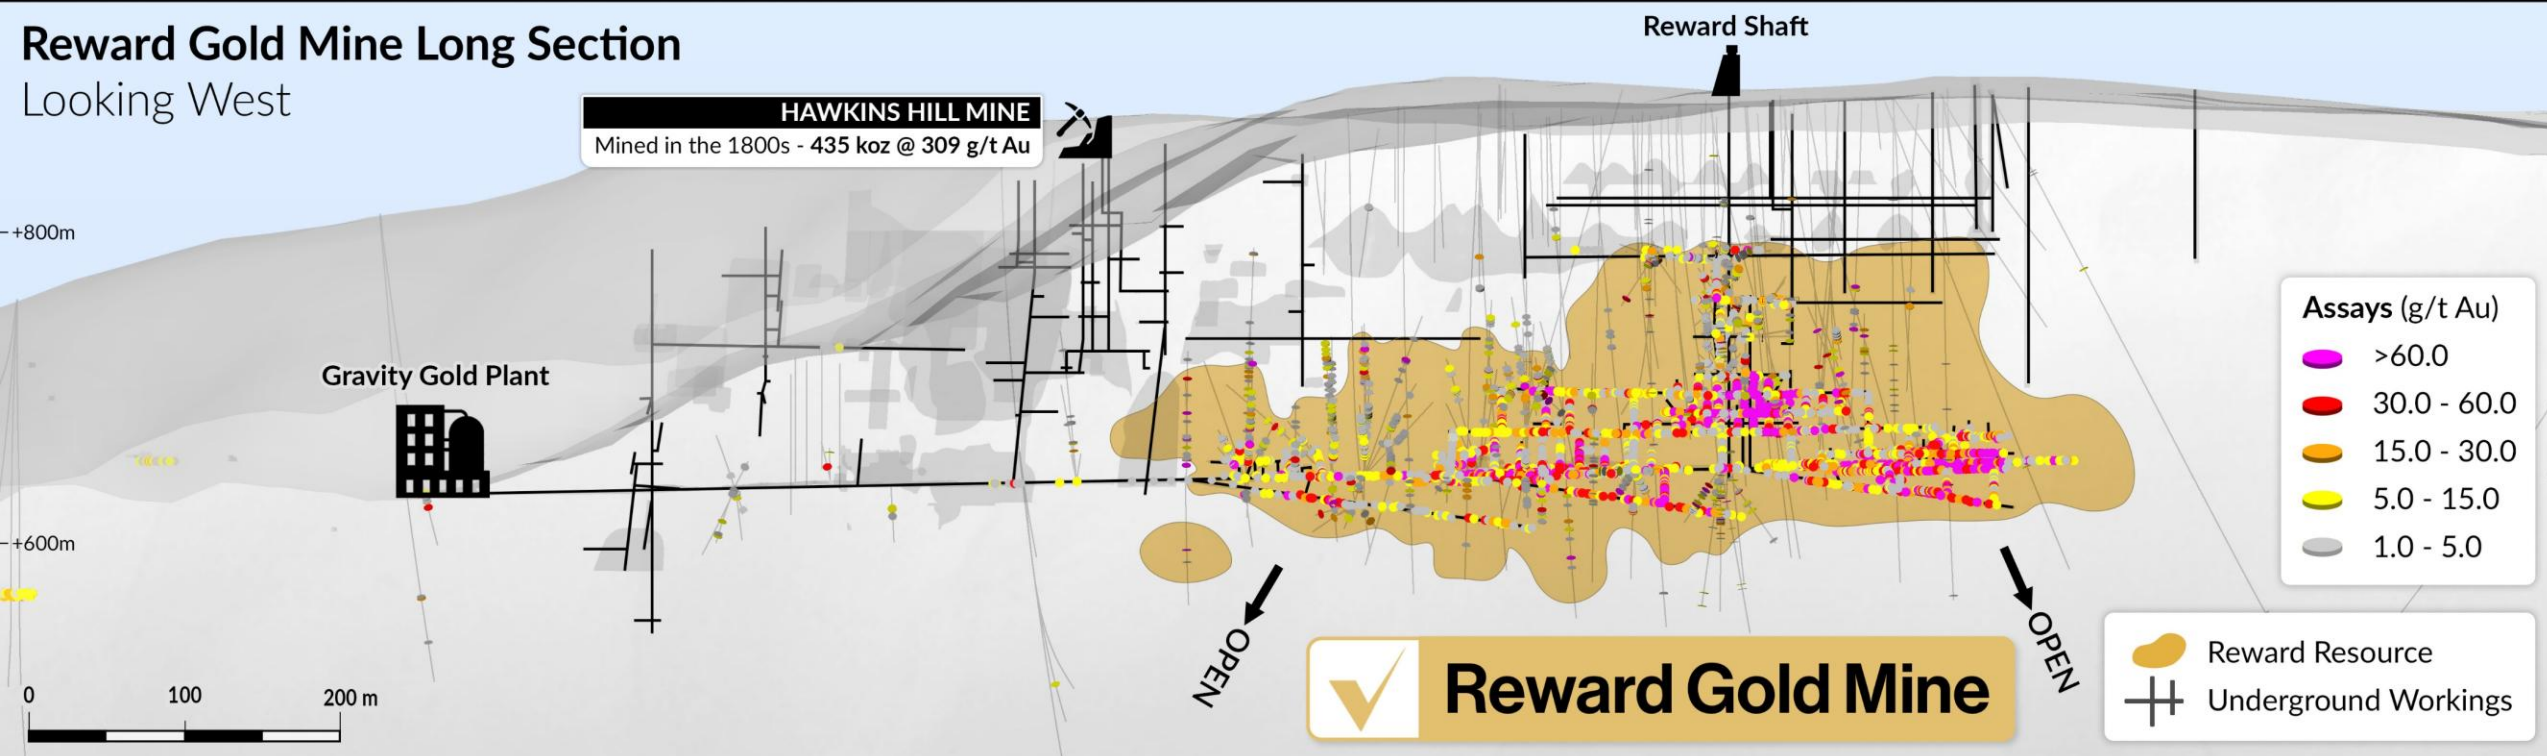 Reward Gold Mine Long Section
Looking West
Reward Shaft
HAWKINS HILL MINE
Mined in the 1800s - 435 koz @ 309 g/t Au
+800m
Gravity Gold Plant
+600m
Assays (g/t Au)
>60.0
30.0 - 60.0
15.0 - 30.0
5.0 - 15.0
1.0 - 5.0
OPEN
OPEN
Reward Gold Mine
Reward Resource
Underground Workings
0 100 200 m